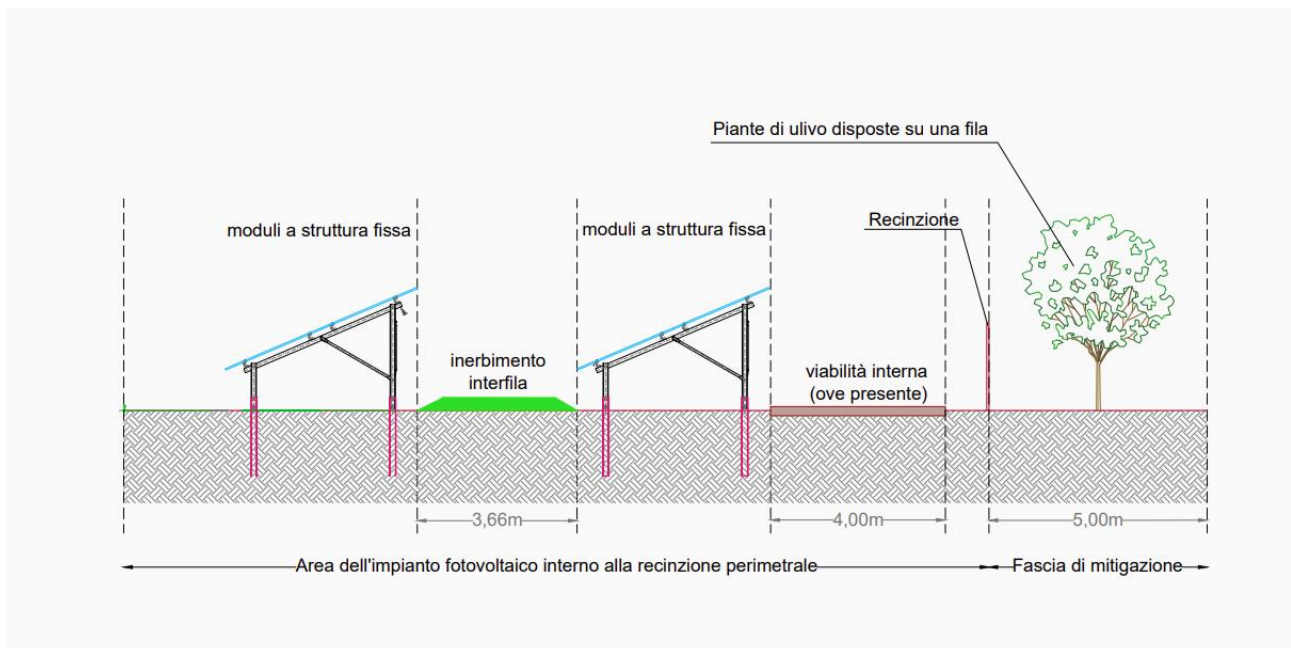 Piante di ulivo disposte su una fila
Recinzione
moduli a struttura fissa
moduli a struttura fissa
inerbimento
interfila
viabilità interna
(ove presente)
3,66m
4,00m
5,00m
Area dell'impianto fotovoltaico interno alla recinzione perimetrale
Fascia di mitigazione